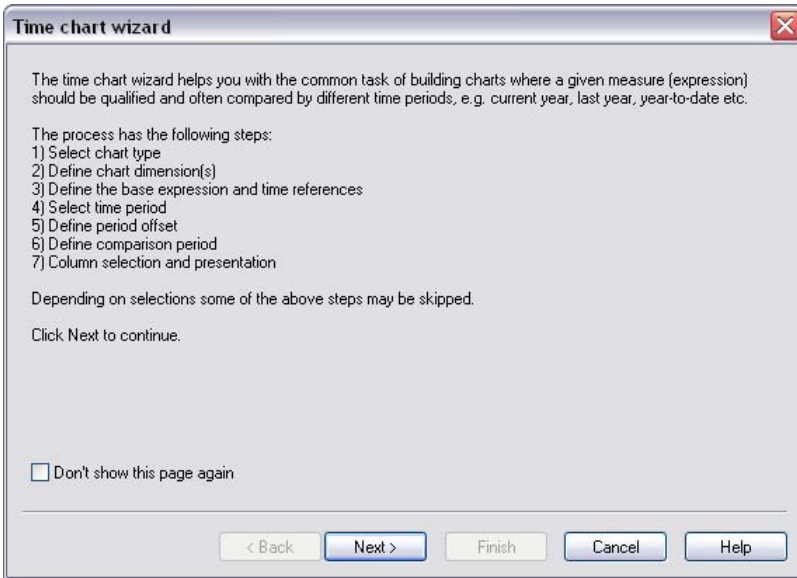 Time chart wizard
The time chart wizard helps you with the common task of building charts where a given measure (expression)
should be qualified and often compared by different time periods, e.g. current year, last year, year-to-date etc.
The process has the following steps:
1) Select chart type
2) Define chart dimension(s)
3) Define the base expression and time references
4) Select time period
5) Define period offset
6) Define comparison period
7) Column selection and presentation
Depending on selections some of the above steps may be skipped.
Click Next to continue.
Don't show this page again
< Back Next > Finish Cancel Help